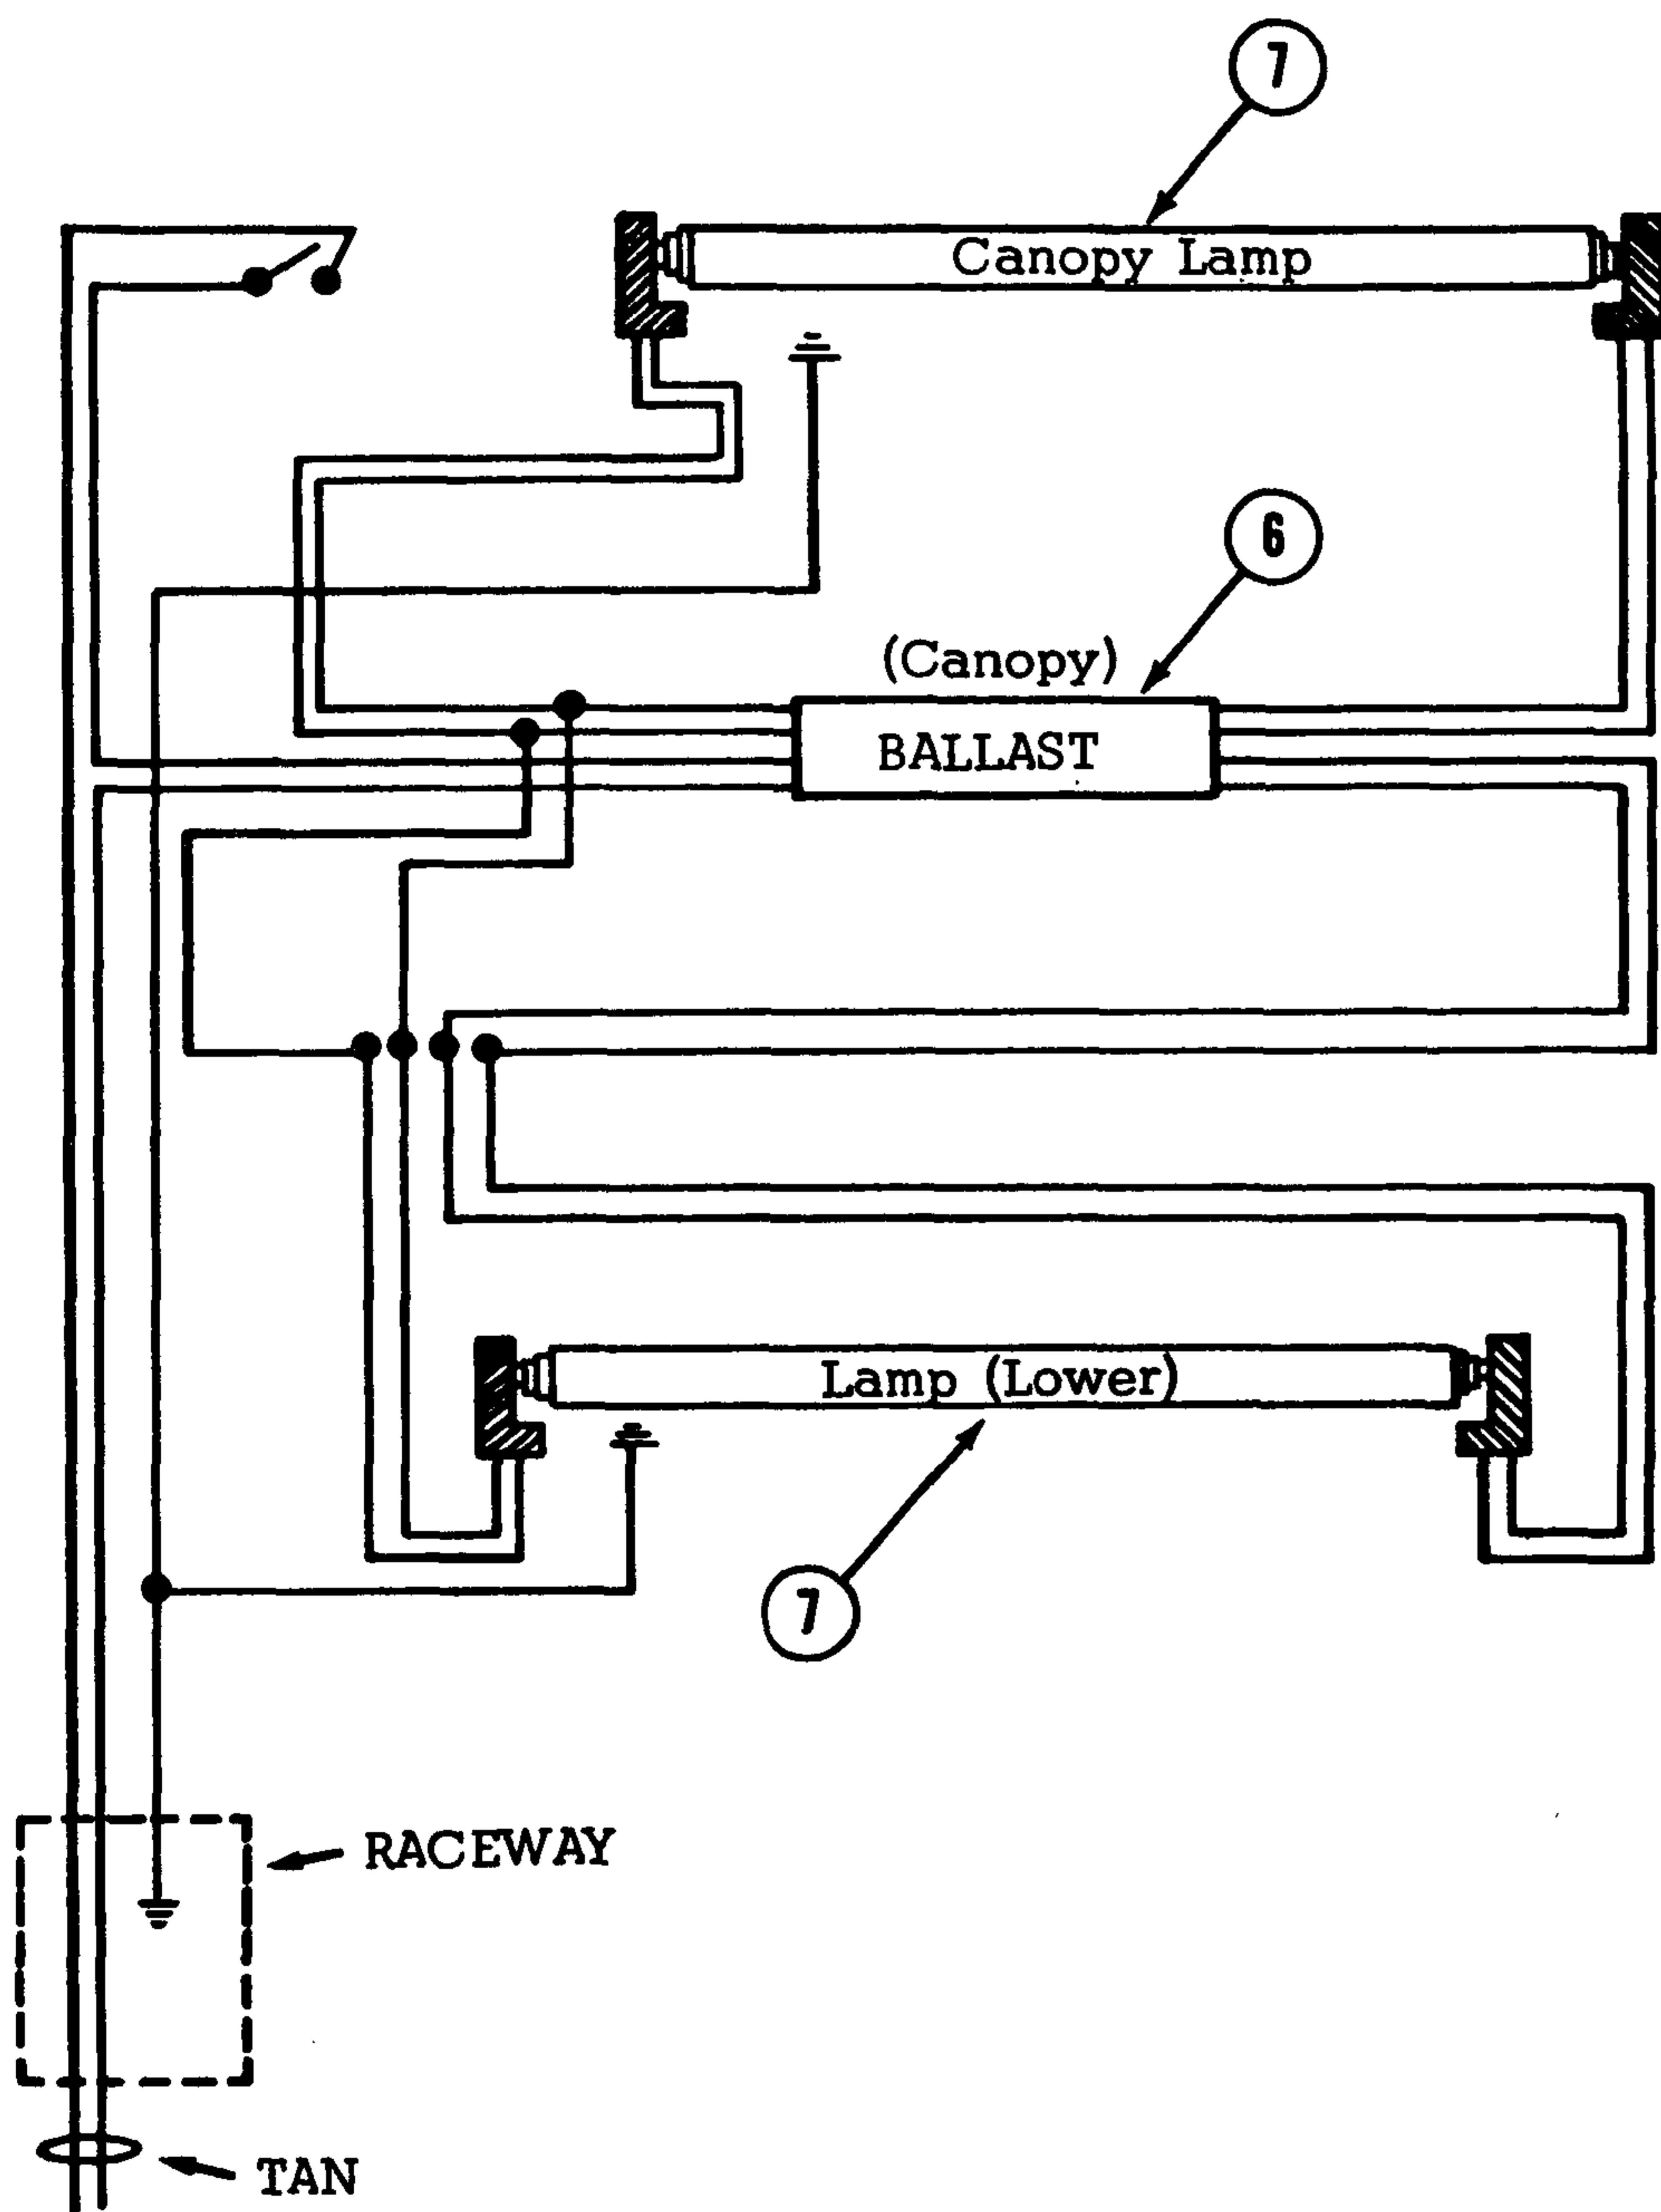 7
Canopy Lamp
6
(Canopy)
BALLAST
Lamp (Lower)
7
RACEWAY
TAN